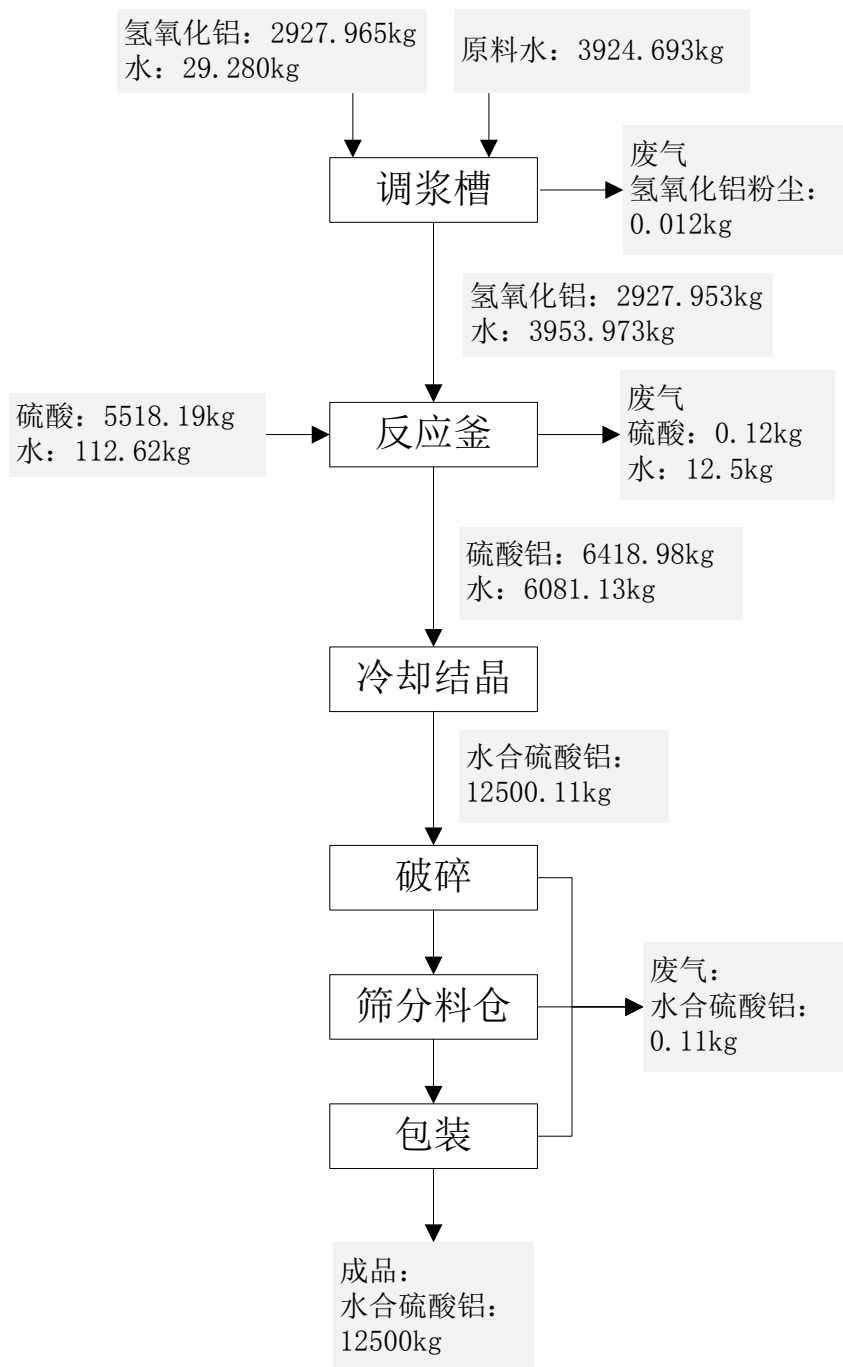 氢氧化铝：2927.965kg
水：29.280kg
原料水：3924.693kg
调浆槽
废气
氢氧化铝粉尘：
0.012kg
氢氧化铝：2927.953kg
水：3953.973kg
硫酸：5518.19kg
水：112.62kg
反应釜
废气
硫酸：0.12kg
水：12.5kg
硫酸铝：6418.98kg
水：6081.13kg
冷却结晶
水合硫酸铝：
12500.11kg
破碎
筛分料仓
废气：
水合硫酸铝：
0.11kg
包装
成品：
水合硫酸铝：
12500kg